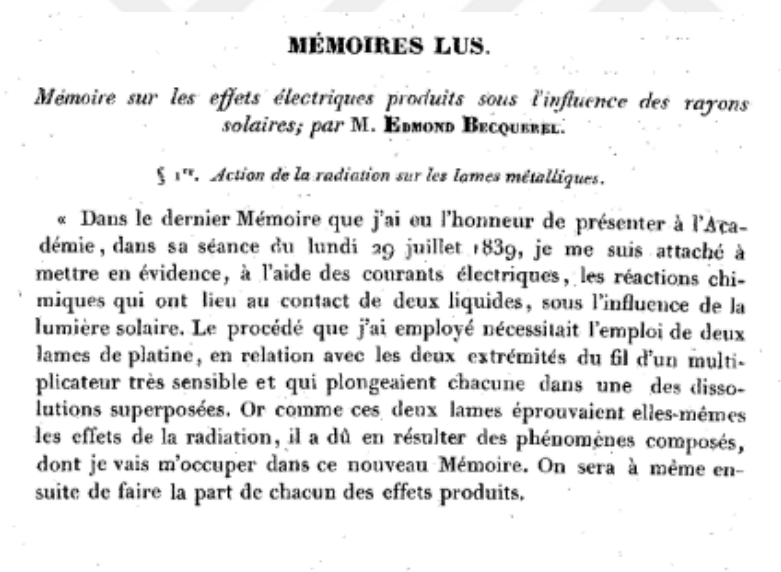 MÉMOIRES LUS.
Mémoire sur les effets électriques produits sous l'influence des rayons
solaires; par M. EDMOND BECQUEREL.
§ 1er. Action de la radiation sur les lames métalliques.
« Dans le dernier Mémoire que j'ai eu l'honneur de présenter à l'Aca-
démie, dans sa séance du lundi 29 juillet 1839, je me suis attaché à
mettre en évidence, à l'aide des courants électriques, les réactions chi-
miques qui ont lieu au contact de deux liquides, sous l'influence de la
lumière solaire. Le procédé que j'ai employé nécessitait l'emploi de deux
lames de platine, en relation avec les deux extrémités du fil d'un multi-
plicateur très sensible et qui plongeaient chacune dans une des disso-
lutions superposées. Or comme ces deux lames éprouvaient elles-mêmes
les effets de la radiation, il a dû en résulter des phénomènes composés,
dont je vais m'occuper dans ce nouveau Mémoire. On sera à même en-
suite de faire la part de chacun des effets produits.